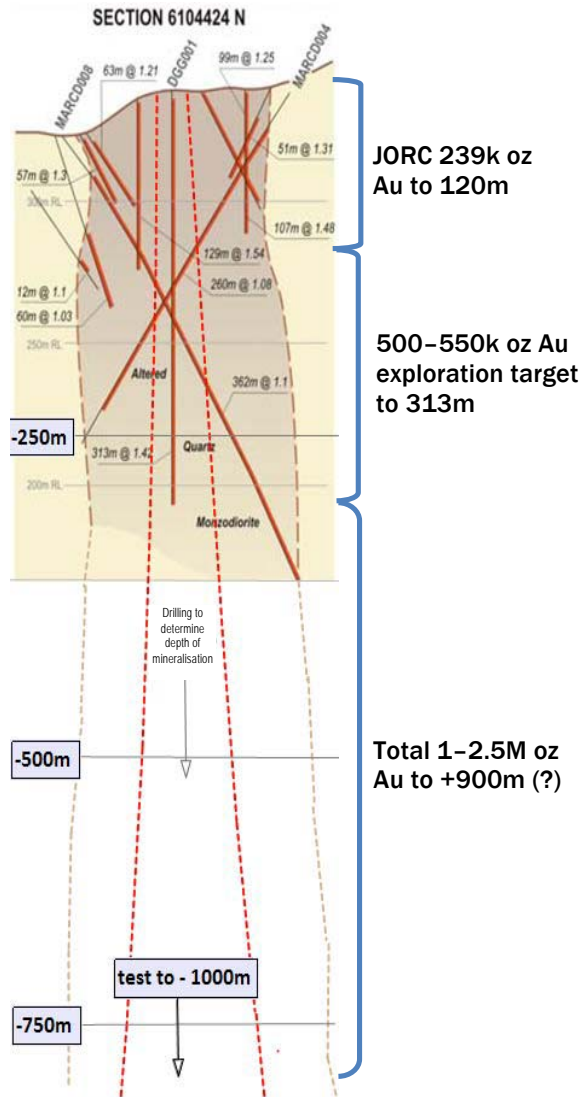 SECTION 6104424 N
MARCD008
63m @ 1.21
DGG001
99m @ 1.25
MARCD004
57m @ 1.3
51m @ 1.31
300m RL
107m @ 1.48
129m @ 1.54
12m @ 1.1
260m @ 1.08
60m @ 1.03
250m RL
Altered
362m @ 1.1
-250m
313m @ 1.42
Quartz
200m RL
Monzodiorite
JORC 239k oz
Au to 120m
500–550k oz Au
exploration target
to 313m
Drilling to
determine
depth of
mineralisation
-500m
Total 1–2.5M oz
Au to +900m (?)
test to - 1000m
-750m